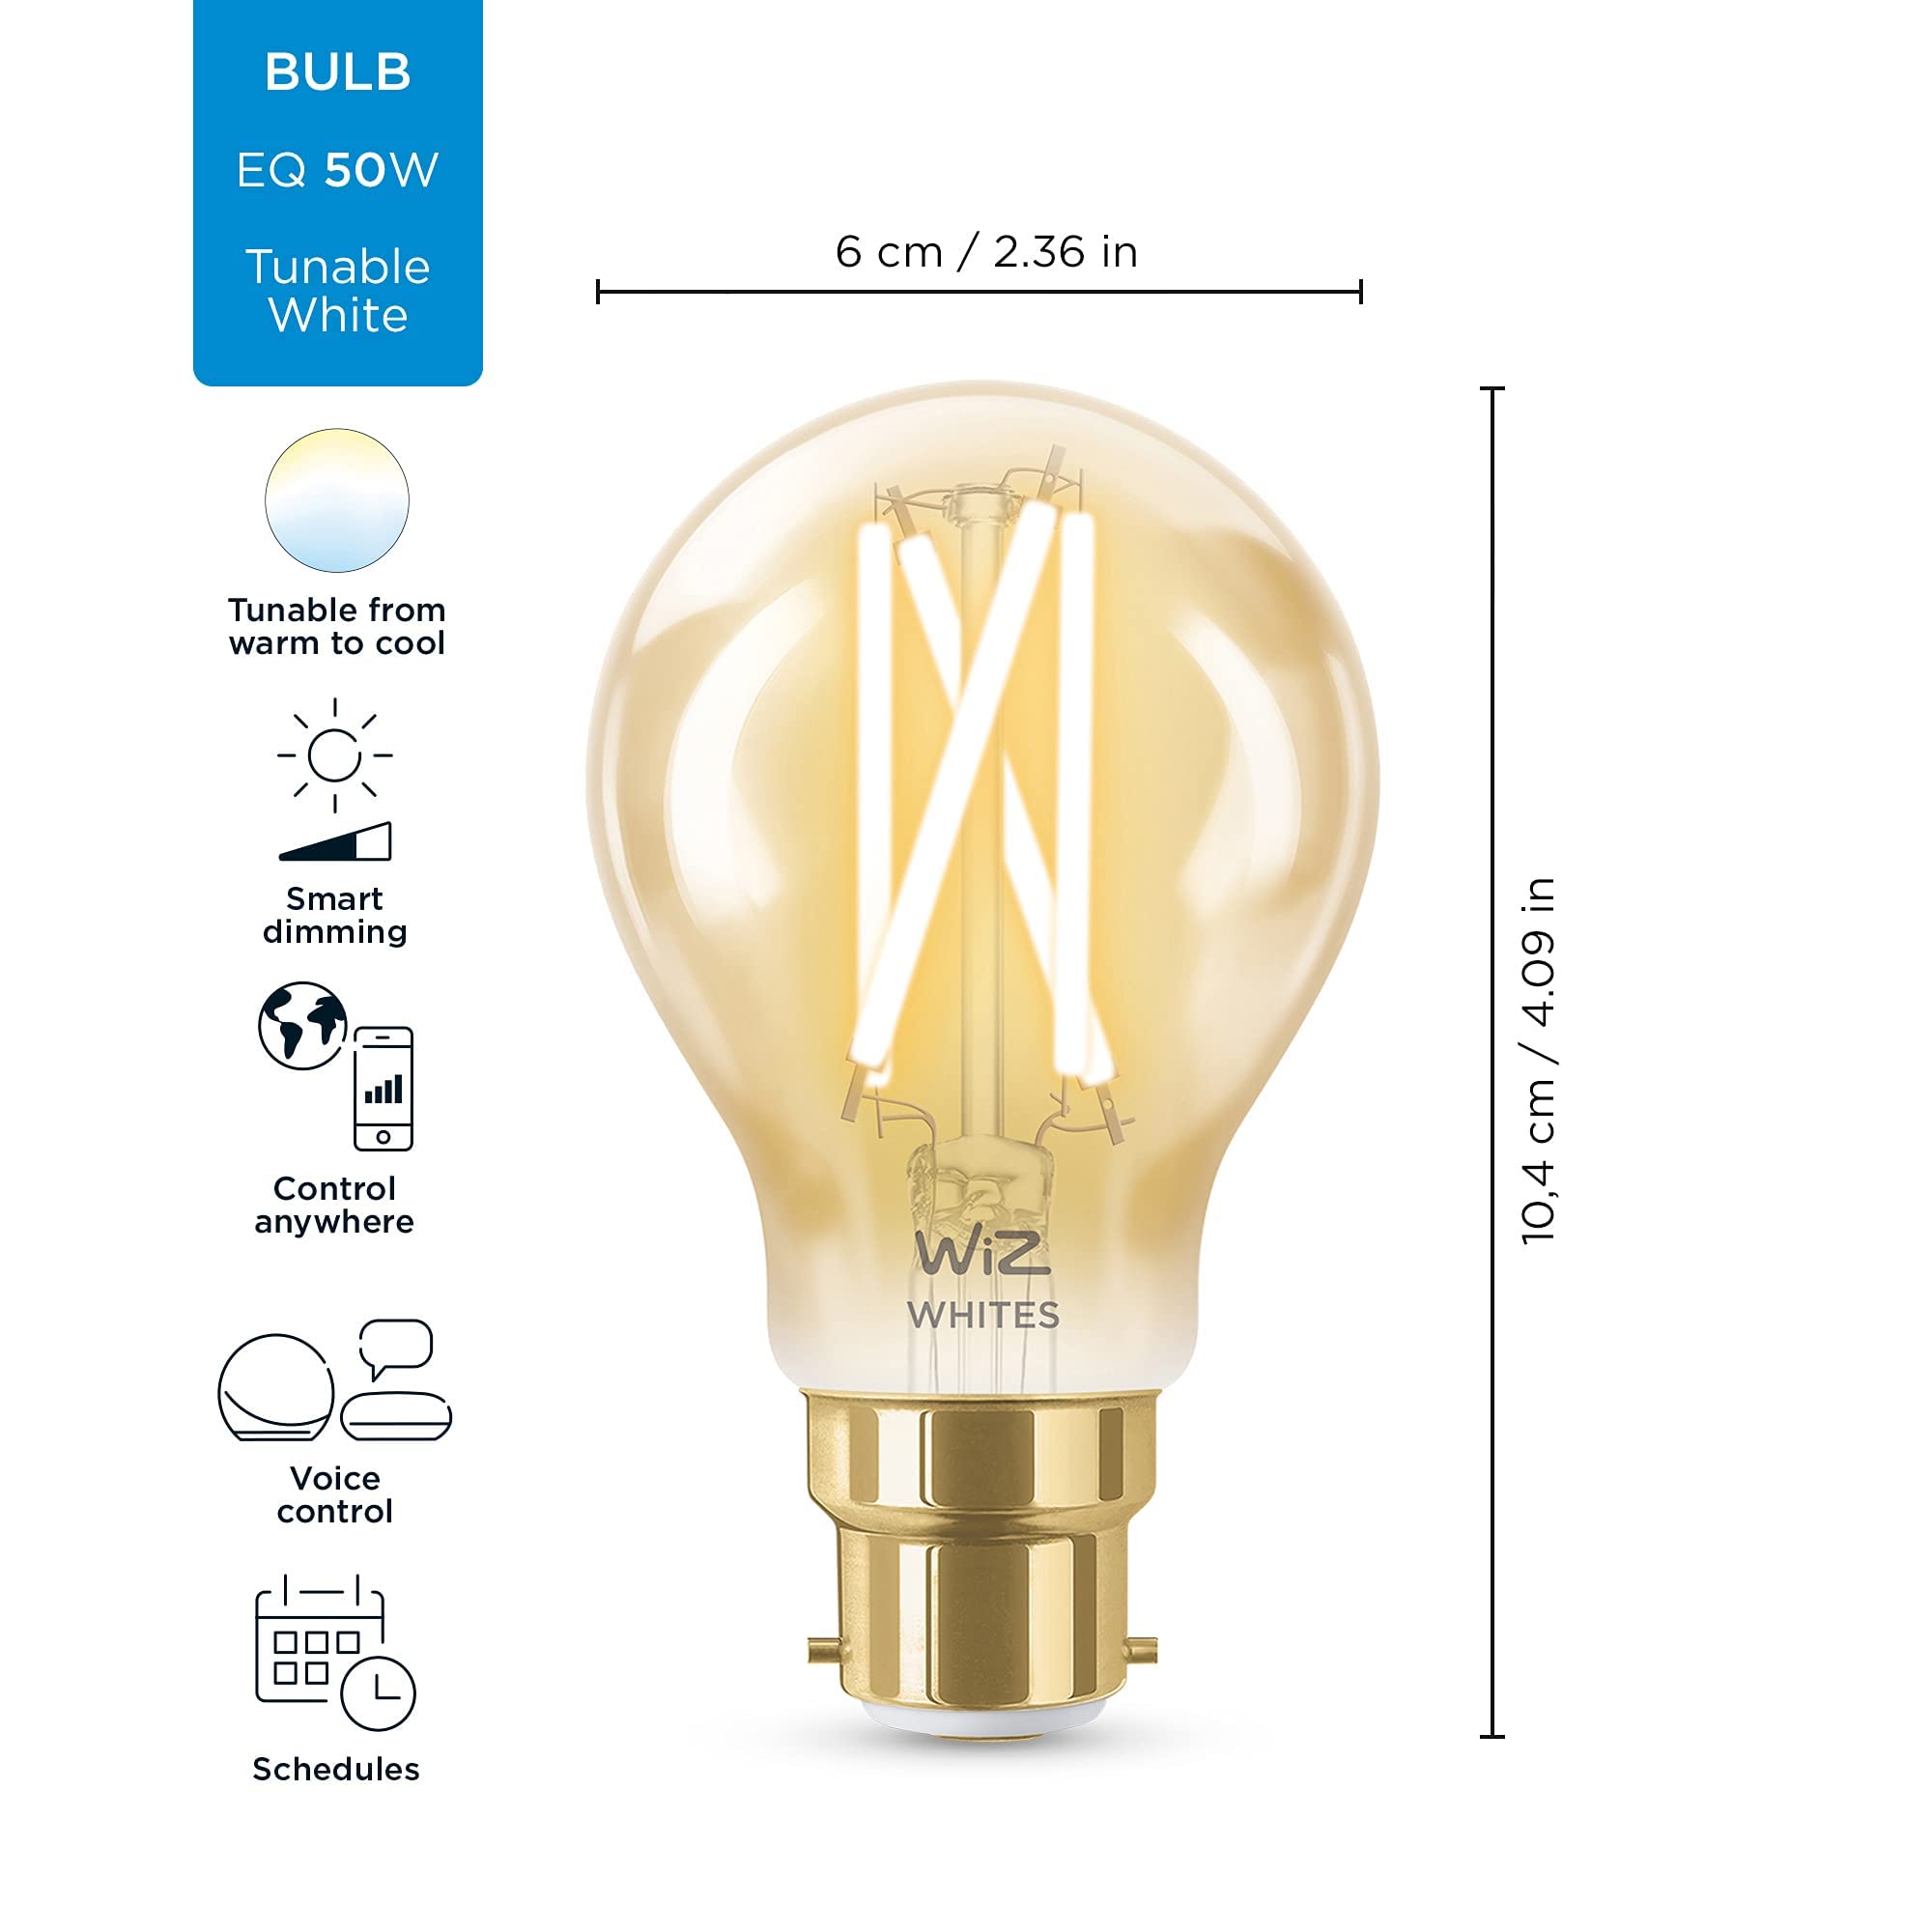 BULB
EQ 50W
Tunable
White
6 cm / 2.36 in
10,4 cm / 4.09 in
Tunable from
warm to cool
Smart
dimming
Control
anywhere
Voice
control
Schedules
WiZ
WHITES